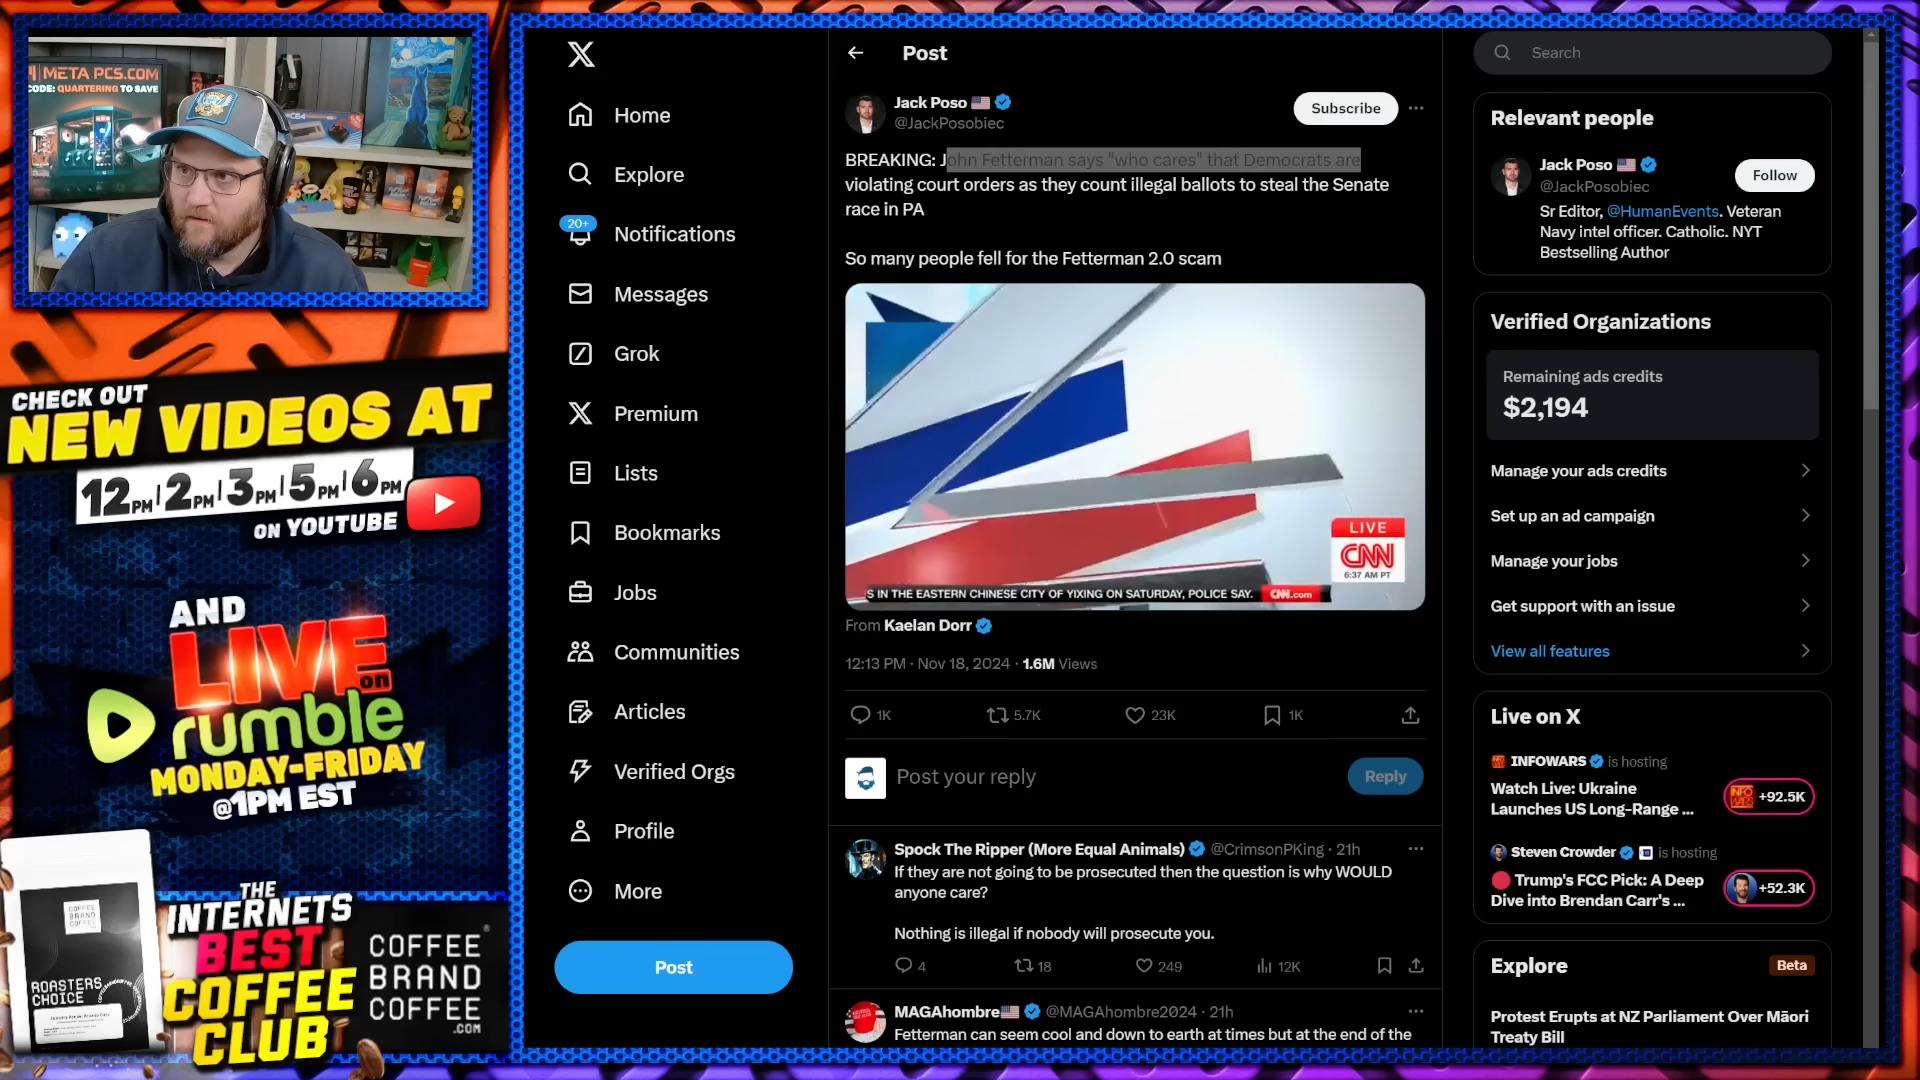 META PCS.COM
CODE: QUARTERING TO SAVE
CHECK OUT
NEW VIDEOS AT
12PM | 2PM | 3PM | 5PM | 6PM
ON YOUTUBE
AND
LIVE
on
rumble
MONDAY-FRIDAY
@1PM EST
COFFEE
BRAND
COFFEE
ROASTERS
CHOICE
THE
INTERNETS
BEST
COFFEE
CLUB
COFFEE
BRAND
COFFEE
.COM
Home
Explore
20+
Notifications
Messages
Grok
Premium
Lists
Bookmarks
Jobs
Communities
Articles
Verified Orgs
Profile
More
Post
Post
Jack Poso
@JackPosobiec
Subscribe
BREAKING: John Fetterman says "who cares" that Democrats are
violating court orders as they count illegal ballots to steal the Senate
race in PA
So many people fell for the Fetterman 2.0 scam
LIVE
CNN
6:37 AM PT
S IN THE EASTERN CHINESE CITY OF YIXING ON SATURDAY, POLICE SAY. CNN.com
From Kaelan Dorr
12:13 PM · Nov 18, 2024 · 1.6M Views
1K 5.7K 23K 1K
Post your reply
Reply
Spock The Ripper (More Equal Animals) @CrimsonPKing · 21h
If they are not going to be prosecuted then the question is why WOULD
anyone care?
Nothing is illegal if nobody will prosecute you.
4 18 249 12K
MAGAhombre @MAGAhombre2024 · 21h
Fetterman can seem cool and down to earth at times but at the end of the
Search
Relevant people
Jack Poso
@JackPosobiec
Follow
Sr Editor, @HumanEvents. Veteran
Navy intel officer. Catholic. NYT
Bestselling Author
Verified Organizations
Remaining ads credits
$2,194
Manage your ads credits
Set up an ad campaign
Manage your jobs
Get support with an issue
View all features
Live on X
INFOWARS is hosting
Watch Live: Ukraine
Launches US Long-Range ...
INFO
+92.5K
Steven Crowder is hosting
Trump's FCC Pick: A Deep
Dive into Brendan Carr's ...
+52.3K
Explore
Beta
Protest Erupts at NZ Parliament Over Māori
Treaty Bill